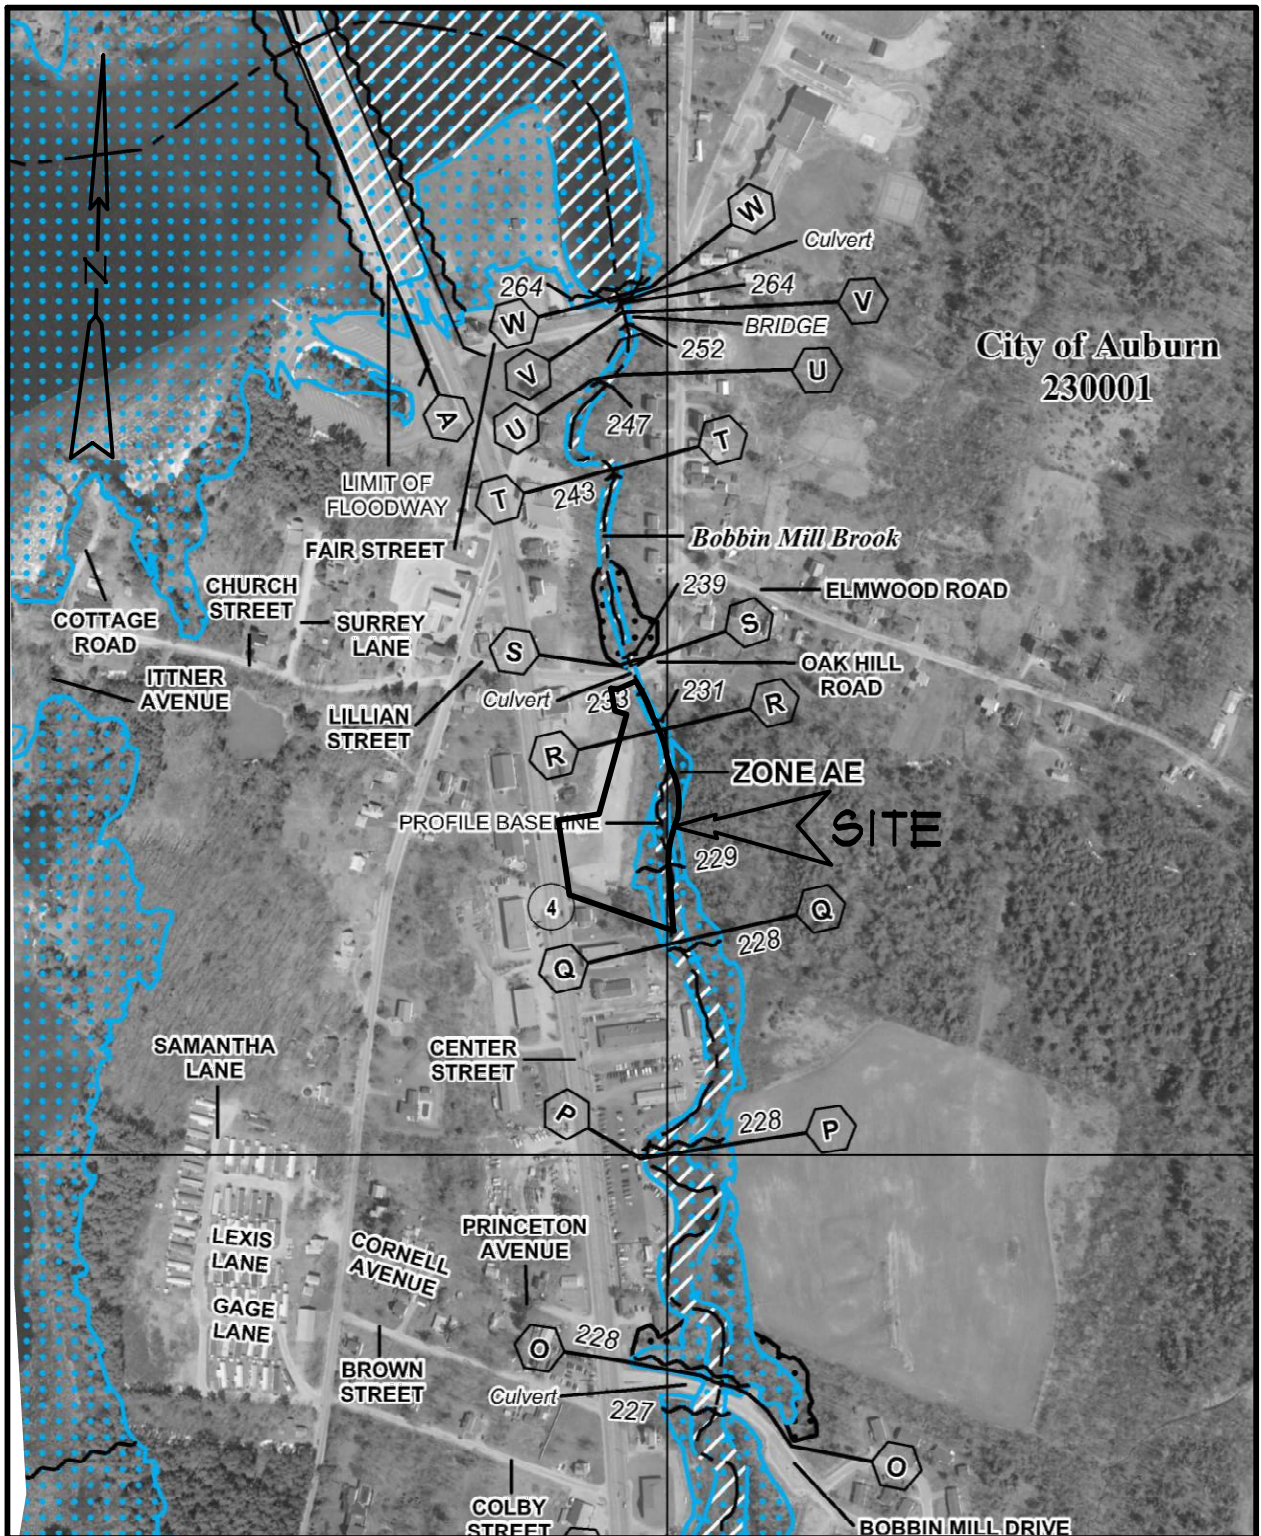 W
Culvert
264
264
V
W
BRIDGE
N
252
City of Auburn
230001
V
U
A
U
247
T
LIMIT OF
FLOODWAY
T
243
Bobbin Mill Brook
FAIR STREET
CHURCH
STREET
239
ELMWOOD ROAD
COTTAGE
ROAD
SURREY
LANE
S
S
OAK HILL
ROAD
ITTNER
AVENUE
Culvert
233
231
LILLIAN
STREET
R
R
ZONE AE
PROFILE BASELINE
SITE
229
4
Q
228
Q
SAMANTHA
LANE
CENTER
STREET
P
228
P
PRINCETON
AVENUE
LEXIS
LANE
CORNELL
AVENUE
GAGE
LANE
O
228
BROWN
STREET
Culvert
227
O
COLBY
STREET
BOBBIN MILL DRIVE